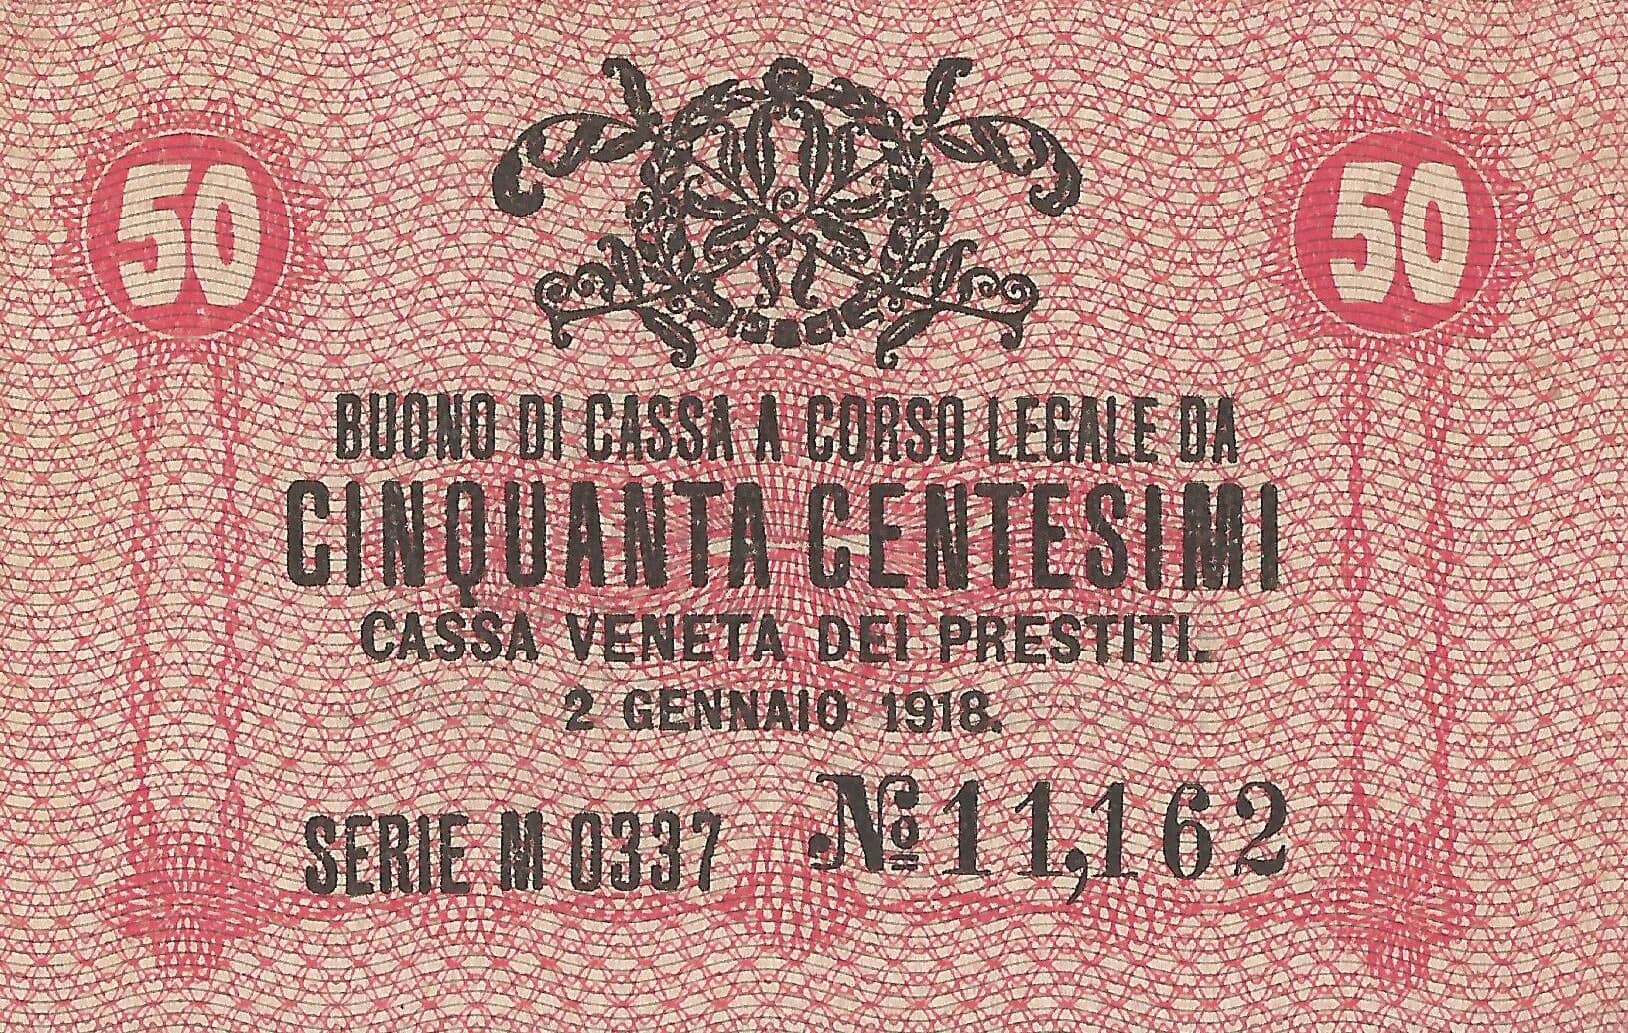 50 50
BUONO DI CASSA A CORSO LEGALE DA
CINQUANTA CENTESIMI
CASSA VENETA DEI PRESTITI.
2 GENNAIO 1918.
SERIE M 0337 № 11,162